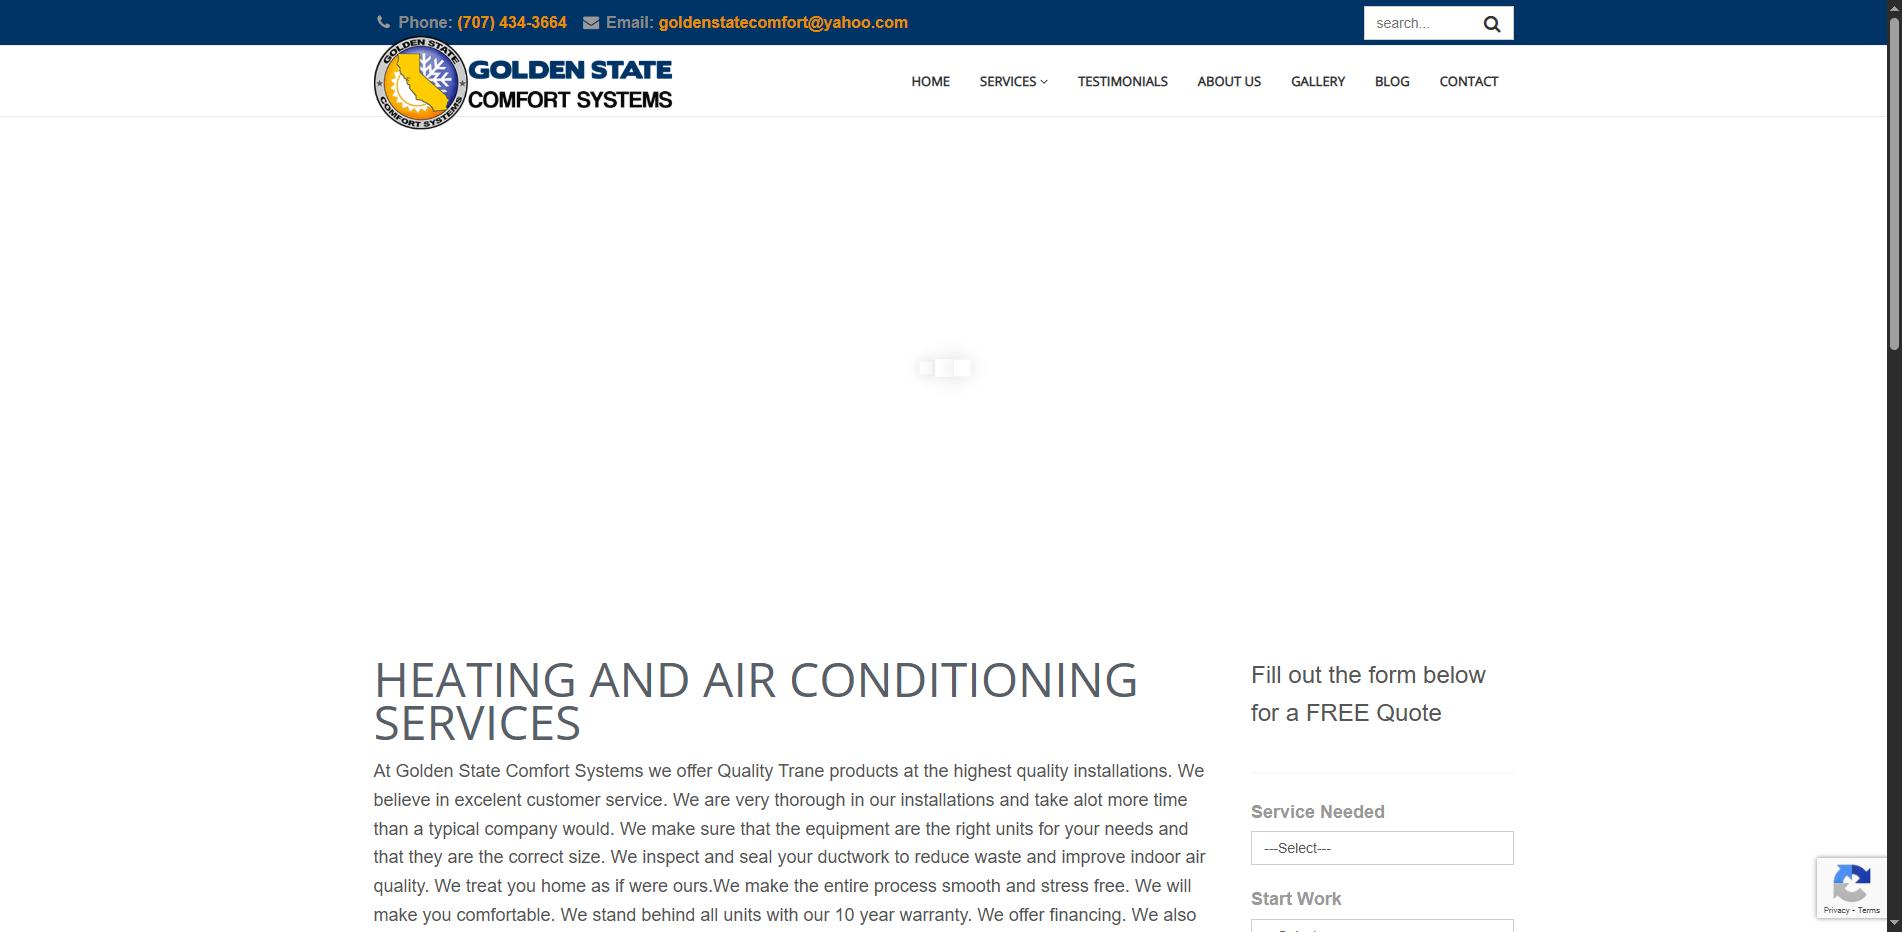 Phone: (707) 434-3664 Email: goldenstatecomfort@yahoo.com
search...
GOLDEN STATE
COMFORT SYSTEMS
GOLDEN STATE
COMFORT SYSTEMS
HOME SERVICES TESTIMONIALS ABOUT US GALLERY BLOG CONTACT
HEATING AND AIR CONDITIONING
SERVICES
At Golden State Comfort Systems we offer Quality Trane products at the highest quality installations. We
believe in excelent customer service. We are very thorough in our installations and take alot more time
than a typical company would. We make sure that the equipment are the right units for your needs and
that they are the correct size. We inspect and seal your ductwork to reduce waste and improve indoor air
quality. We treat you home as if were ours.We make the entire process smooth and stress free. We will
make you comfortable. We stand behind all units with our 10 year warranty. We offer financing. We also
Fill out the form below
for a FREE Quote
Service Needed
---Select---
Start Work
Privacy - Terms